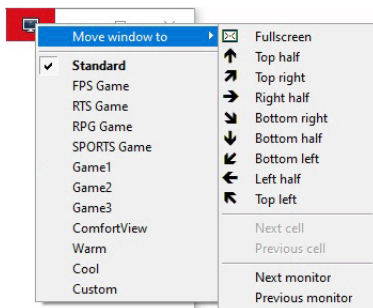 Move window to
Standard
FPS Game
RTS Game
RPG Game
SPORTS Game
Game1
Game2
Game3
ComfortView
Warm
Cool
Custom
Fullscreen
Top half
Top right
Right half
Bottom right
Bottom half
Bottom left
Left half
Top left
Next cell
Previous cell
Next monitor
Previous monitor